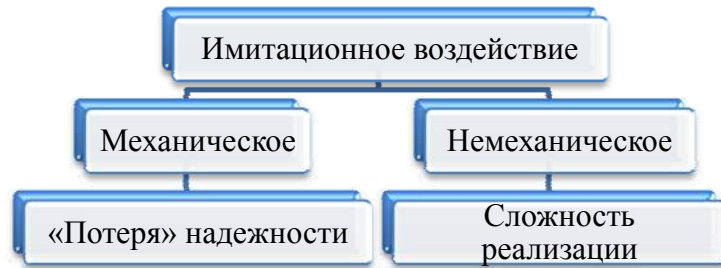 Имитационное воздействие
Механическое
Немеханическое
«Потеря» надежности
Сложность
реализации